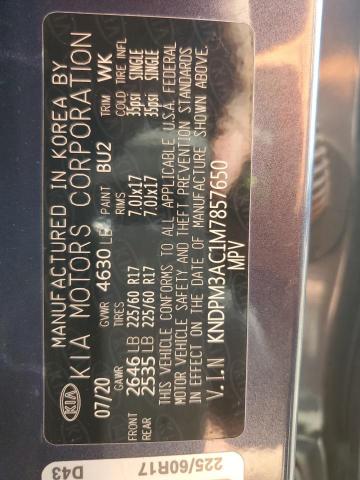 KIA MANUFACTURED IN KOREA BY
KIA MOTORS CORPORATION
07/20 GVWR 4630 LB PAINT BU2 TRIM WK
GAWR TIRES RIMS COLD TIRE INFL
FRONT 2646 LB 225/60 R17 7.0JX17 35psi SINGLE
REAR 2535 LB 225/60 R17 7.0JX17 35psi SINGLE
THIS VEHICLE CONFORMS TO ALL APPLICABLE U.S.A. FEDERAL
MOTOR VEHICLE SAFETY AND THEFT PREVENTION STANDARDS
IN EFFECT ON THE DATE OF MANUFACTURE SHOWN ABOVE.
V.I.N KNDPM3AC1M7857650
MPV
D43
225/60R17